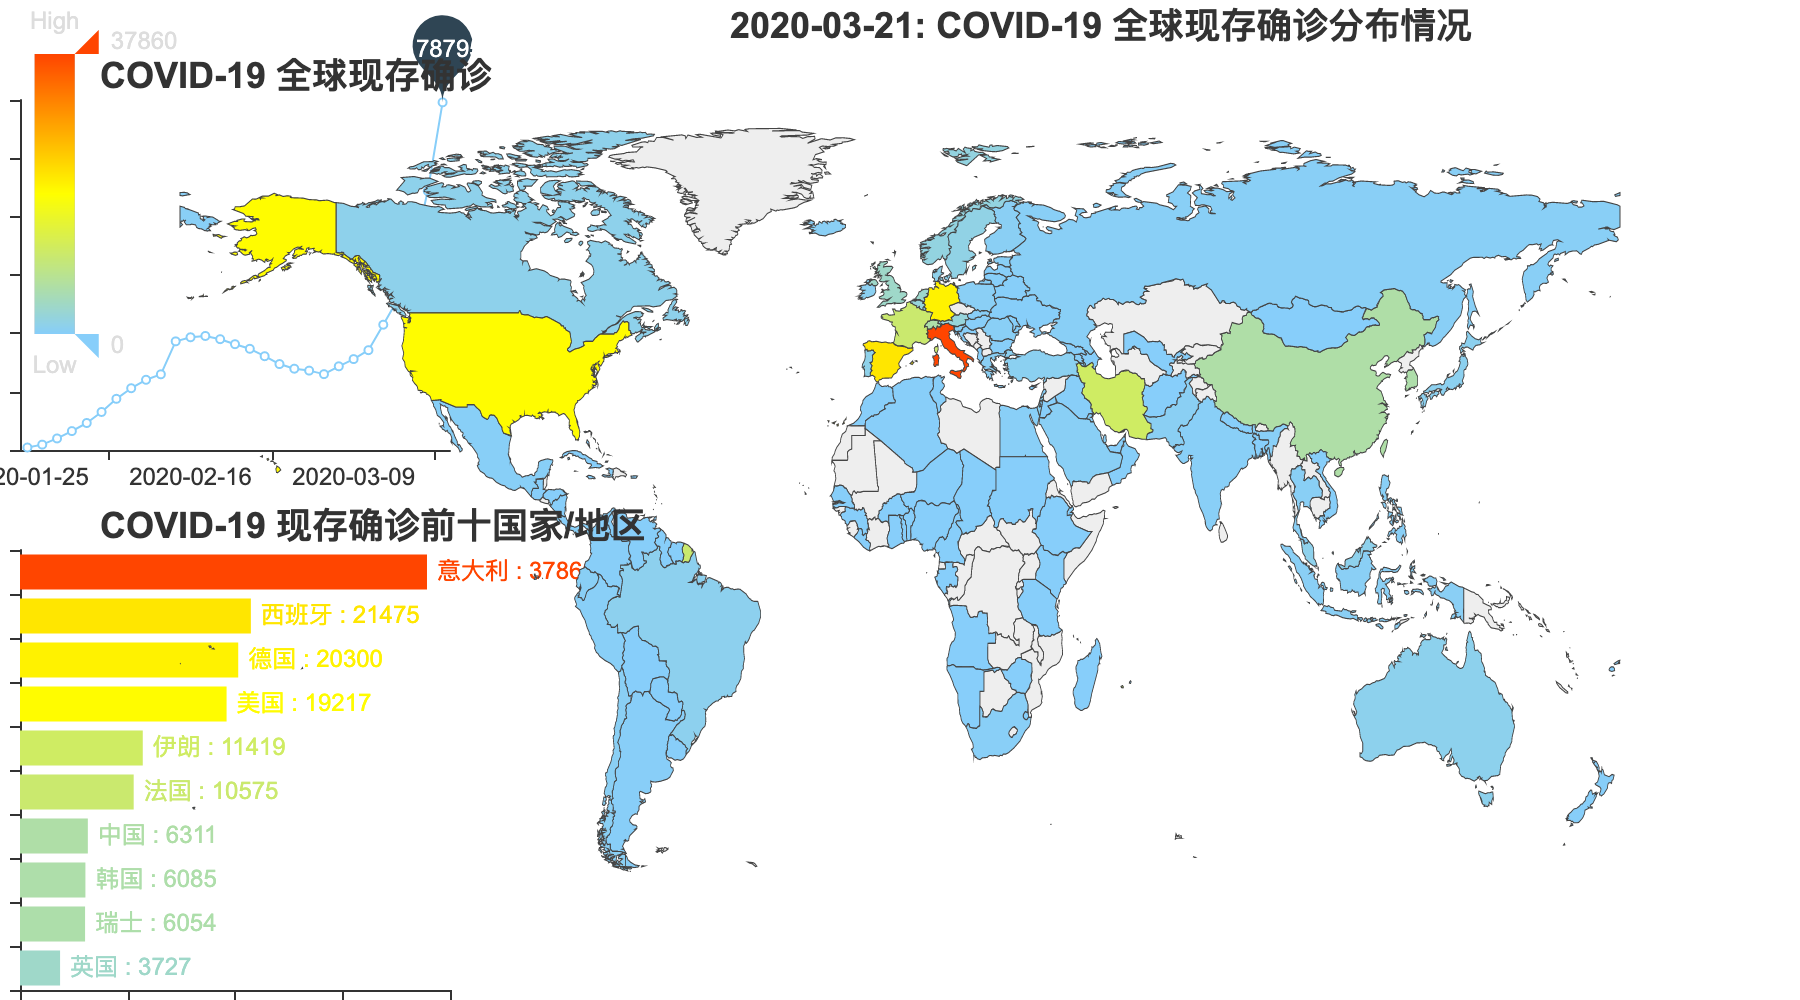 High
37860
7879
2020-03-21: COVID-19 全球现存确诊分布情况
COVID-19 全球现存确诊
0
Low
20-01-25
2020-02-16
2020-03-09
COVID-19 现存确诊前十国家/地区
意大利 : 3786
西班牙 : 21475
德国 : 20300
美国 : 19217
伊朗 : 11419
法国 : 10575
中国 : 6311
韩国 : 6085
瑞士 : 6054
英国 : 3727